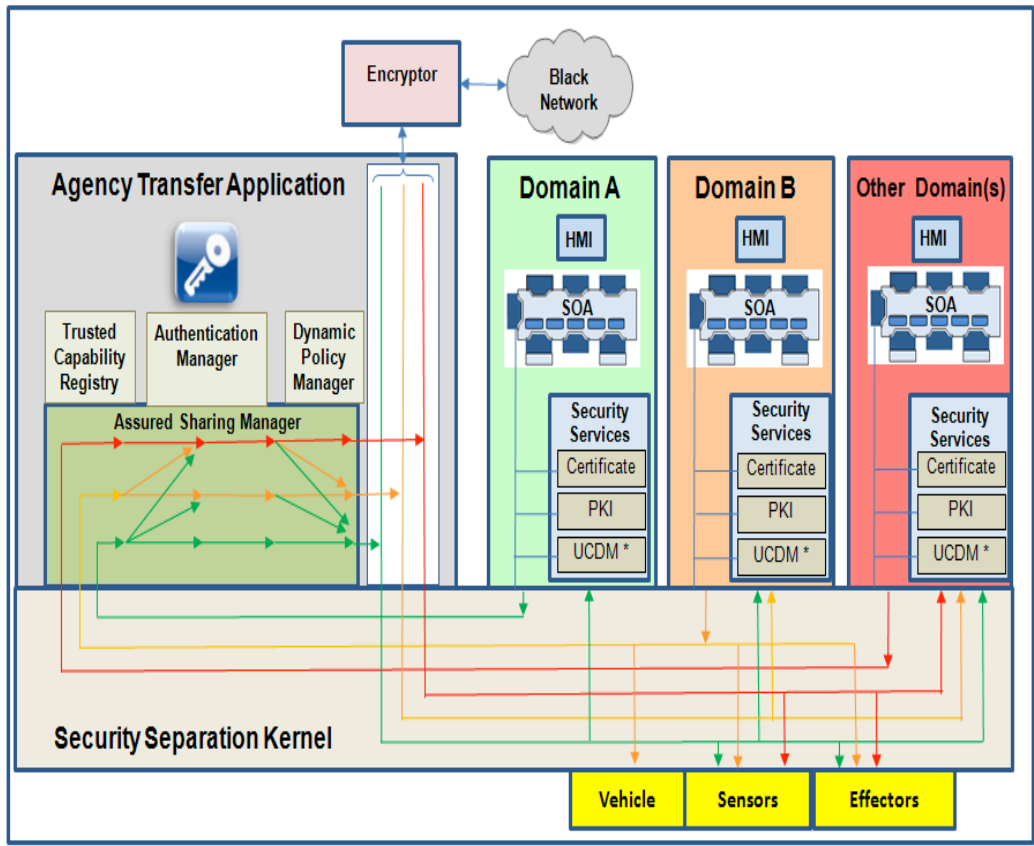 Encryptor
Black
Network
Agency Transfer Application
Trusted
Capability
Registry
Authentication
Manager
Dynamic
Policy
Manager
Assured Sharing Manager
Domain A
HMI
SOA
Security
Services
Certificate
PKI
UCDM *
Domain B
HMI
SOA
Security
Services
Certificate
PKI
UCDM *
Other Domain(s)
HMI
SOA
Security
Services
Certificate
PKI
UCDM *
Security Separation Kernel
Vehicle
Sensors
Effectors